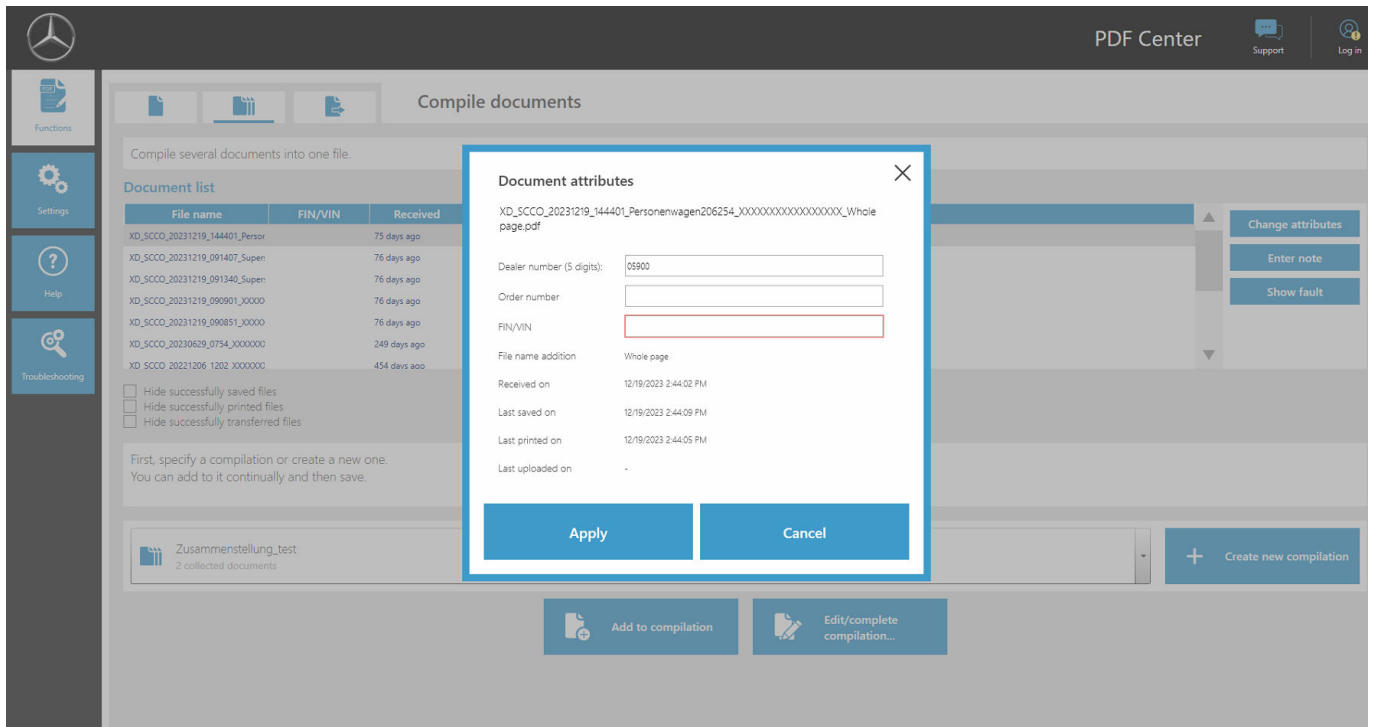 PDF Center
Support
Log in
Functions
Settings
Help
Troubleshooting
Compile documents
Compile several documents into one file.
Document list
File name FIN/VIN Received
XD_SCCO_20231219_144401_Persor 75 days ago
XD_SCCO_20231219_091407_Super: 76 days ago
XD_SCCO_20231219_091340_Super: 76 days ago
XD_SCCO_20231219_090901_XXXXX 76 days ago
XD_SCCO_20231219_090851_XXXXX 76 days ago
XD_SCCO_20230629_0754_XXXXXXX 249 days ago
XD_SCCO_20221206_1202_XXXXXXX 454 days ago
Change attributes
Enter note
Show fault
Hide successfully saved files
Hide successfully printed files
Hide successfully transferred files
First, specify a compilation or create a new one.
You can add to it continually and then save.
Zusammenstellung_test
2 collected documents
Create new compilation
Add to compilation
Edit/complete
compilation...
Document attributes
XD_SCCO_20231219_144401_Personenwagen206254_XXXXXXXXXXXXXXXXX_Whole
page.pdf
Dealer number (5 digits): 05900
Order number
FIN/VIN
File name addition Whole page
Received on 12/19/2023 2:44:02 PM
Last saved on 12/19/2023 2:44:09 PM
Last printed on 12/19/2023 2:44:05 PM
Last uploaded on -
Apply
Cancel